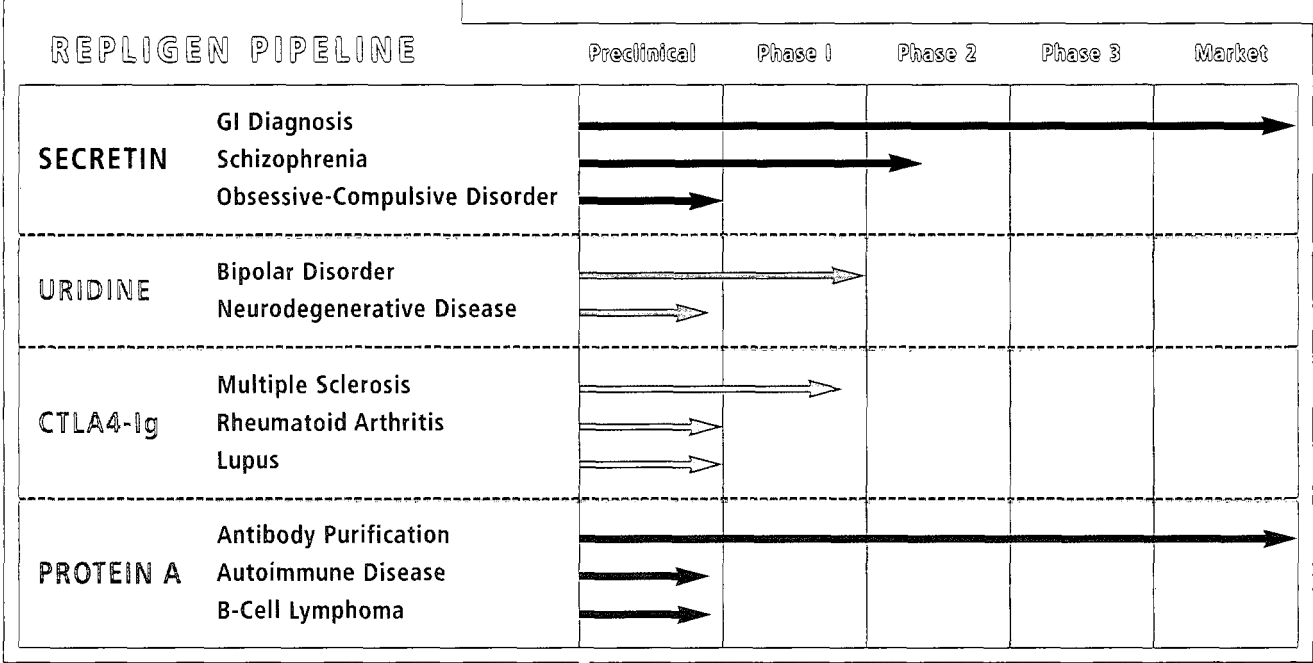 REPLIGEN PIPELINE Preclinical Phase 1 Phase 2 Phase 3 Market
SECRETIN
GI Diagnosis
Schizophrenia
Obsessive-Compulsive Disorder
URIDINE
Bipolar Disorder
Neurodegenerative Disease
CTLA4-Ig
Multiple Sclerosis
Rheumatoid Arthritis
Lupus
PROTEIN A
Antibody Purification
Autoimmune Disease
B-Cell Lymphoma